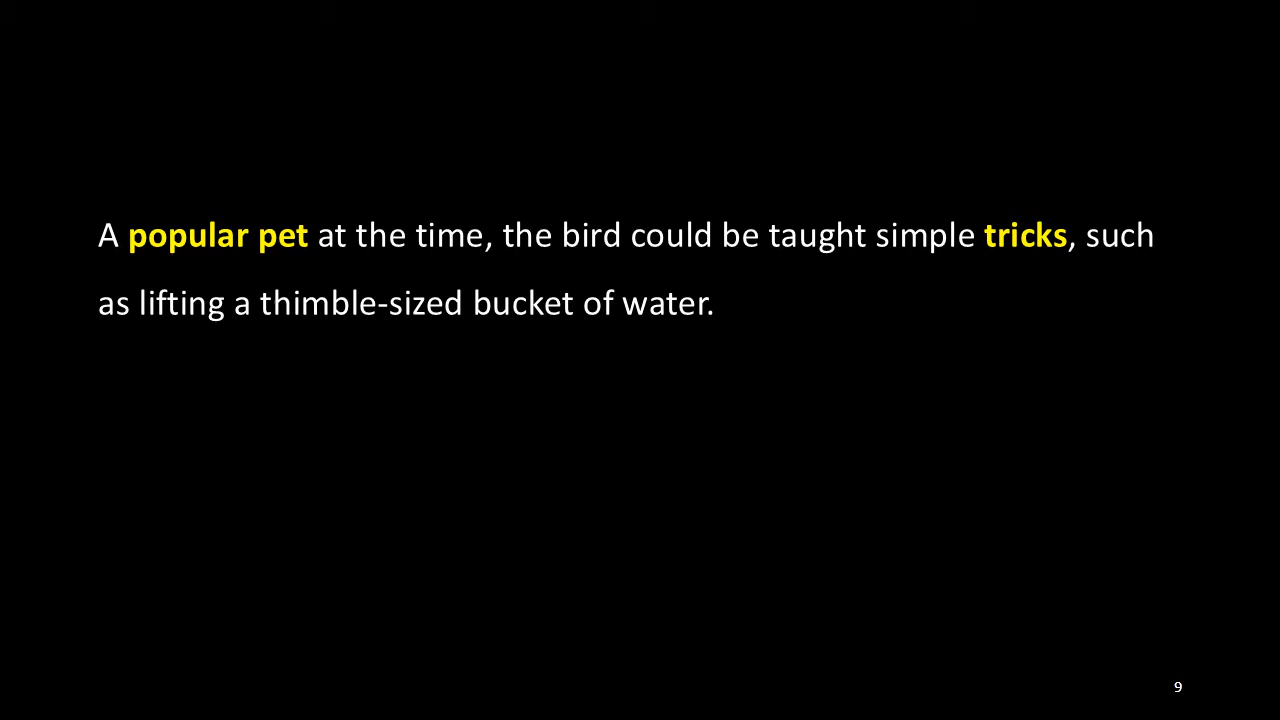 A popular pet at the time, the bird could be taught simple tricks, such
as lifting a thimble-sized bucket of water.
9